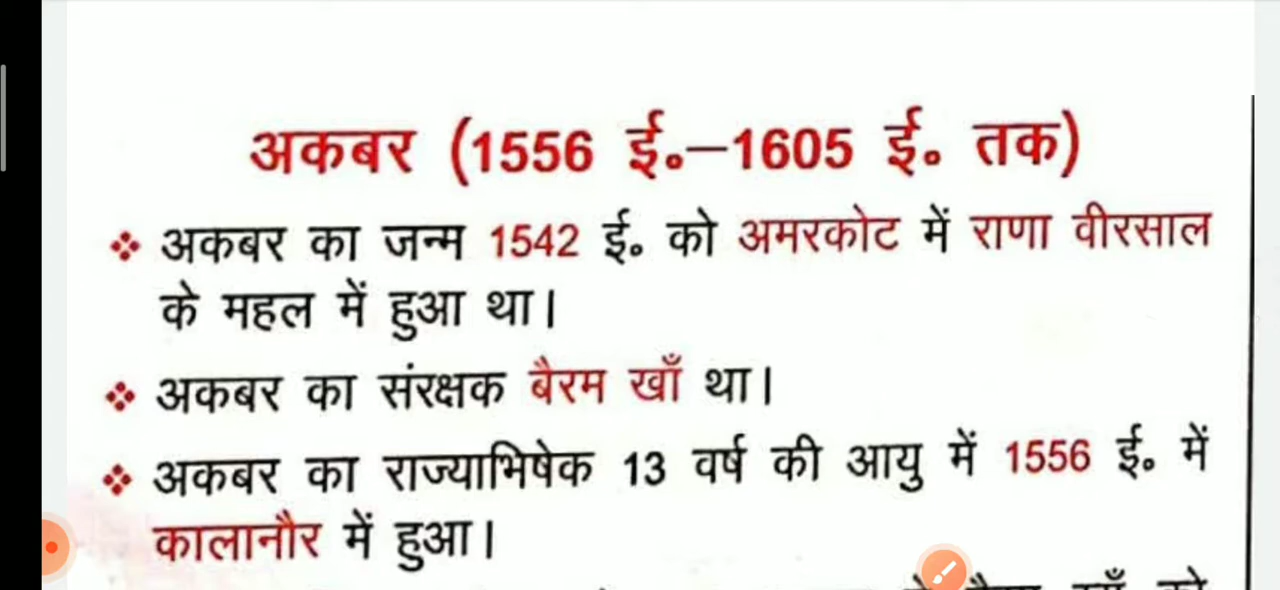 अकबर (1556 ई.–1605 ई. तक)
❖ अकबर का जन्म 1542 ई. को अमरकोट में राणा वीरसाल
के महल में हुआ था।
❖ अकबर का संरक्षक बैरम खाँ था।
❖ अकबर का राज्याभिषेक 13 वर्ष की आयु में 1556 ई. में
कालानौर में हुआ।